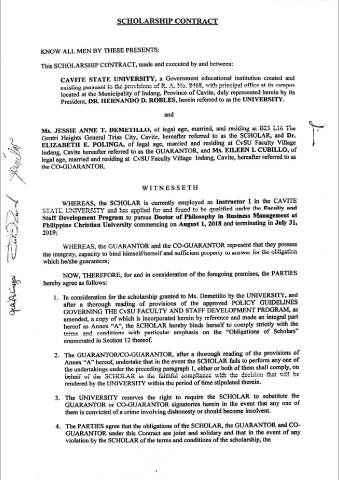 SCHOLARSHIP CONTRACT
KNOW ALL MEN BY THESE PRESENTS:
This SCHOLARSHIP CONTRACT, made and executed by and between:
CAVITE STATE UNIVERSITY, a Government educational institution created and
existing pursuant to the provisions of R. A. No. 8468, with principal office at its campus
located at the Municipality of Indang, Province of Cavite, duly represented herein by its
President, DR. HERNANDO D. ROBLES, herein referred to as the UNIVERSITY.
and
Ms. JESSIE ANNE T. DEMETILLO, of legal age, married, and residing at B23 L16 The
Gentri Heights General Trias City, Cavite, hereafter referred to as the SCHOLAR, and Dr.
ELIZABETH E. POLINGA, of legal age, married and residing at CvSU Faculty Village
Indang, Cavite hereafter referred to as the GUARANTOR, and Ms. EILEEN L CUBILLO, of
legal age, married and residing at CvSU Faculty Village Indang, Cavite, hereafter referred to as
the CO-GUARANTOR.
WITNESSETH
WHEREAS, the SCHOLAR is currently employed as Instructor I in the CAVITE
STATE UNIVERSITY and has applied for and found to be qualified under the Faculty and
Staff Development Program to pursue Doctor of Philosophy in Business Management at
Philippine Christian University commencing on August 1, 2018 and terminating in July 31,
2019;
WHEREAS, the GUARANTOR and the CO-GUARANTOR represent that they possess
the integrity, capacity to bind himself/herself and sufficient property to answer for the obligation
which he/she guarantees;
NOW, THEREFORE, for and in consideration of the foregoing premises, the PARTIES
hereby agree as follows:
1. In consideration for the scholarship granted to Ms. Demetillo by the UNIVERSITY, and
after a thorough reading of provisions of the approved POLICY GUIDELINES
GOVERNING THE CvSU FACULTY AND STAFF DEVELOPMENT PROGRAM, as
amended, a copy of which is incorporated herein by reference and made an integral part
hereof as Annex "A", the SCHOLAR hereby binds herself to comply strictly with the
terms and conditions with particular emphasis on the "Obligations of Scholars"
enumerated in Section 12 thereof.
2. The GUARANTOR/CO-GUARANTOR, after a thorough reading of the provisions of
Annex "A" hereof, undertake that in the event the SCHOLAR fails to perform any one of
the undertakings under the preceding paragraph 1, either or both of them shall comply, on
behalf of the SCHOLAR in the faithful compliance with the decision that will be
rendered by the UNIVERSITY within the period of time stipulated therein.
3. The UNIVERSITY reserves the right to require the SCHOLAR to substitute the
GUARANTOR or CO-GUARANTOR signatories herein in the event that any one of
them is convicted of a crime involving dishonesty or should become insolvent.
4. The PARTIES agree that the obligations of the SCHOLAR, the GUARANTOR and CO-
GUARANTOR under this Contract are joint and solidary and that in the event of any
violation by the SCHOLAR of the terms and conditions of the scholarship, the